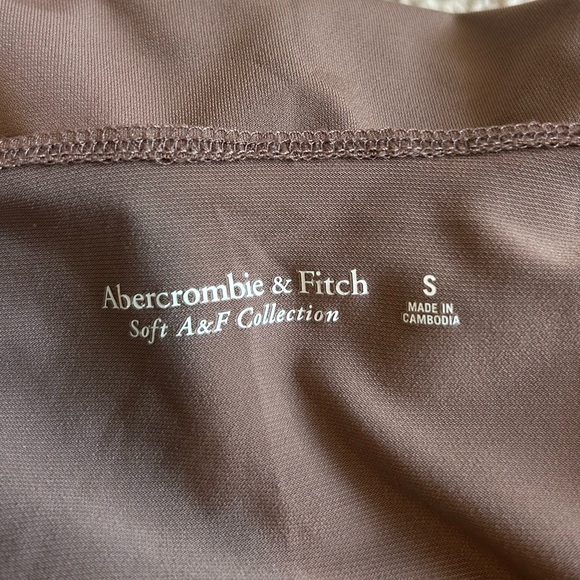 Abercrombie & Fitch
Soft A&F Collection
S
MADE IN
CAMBODIA